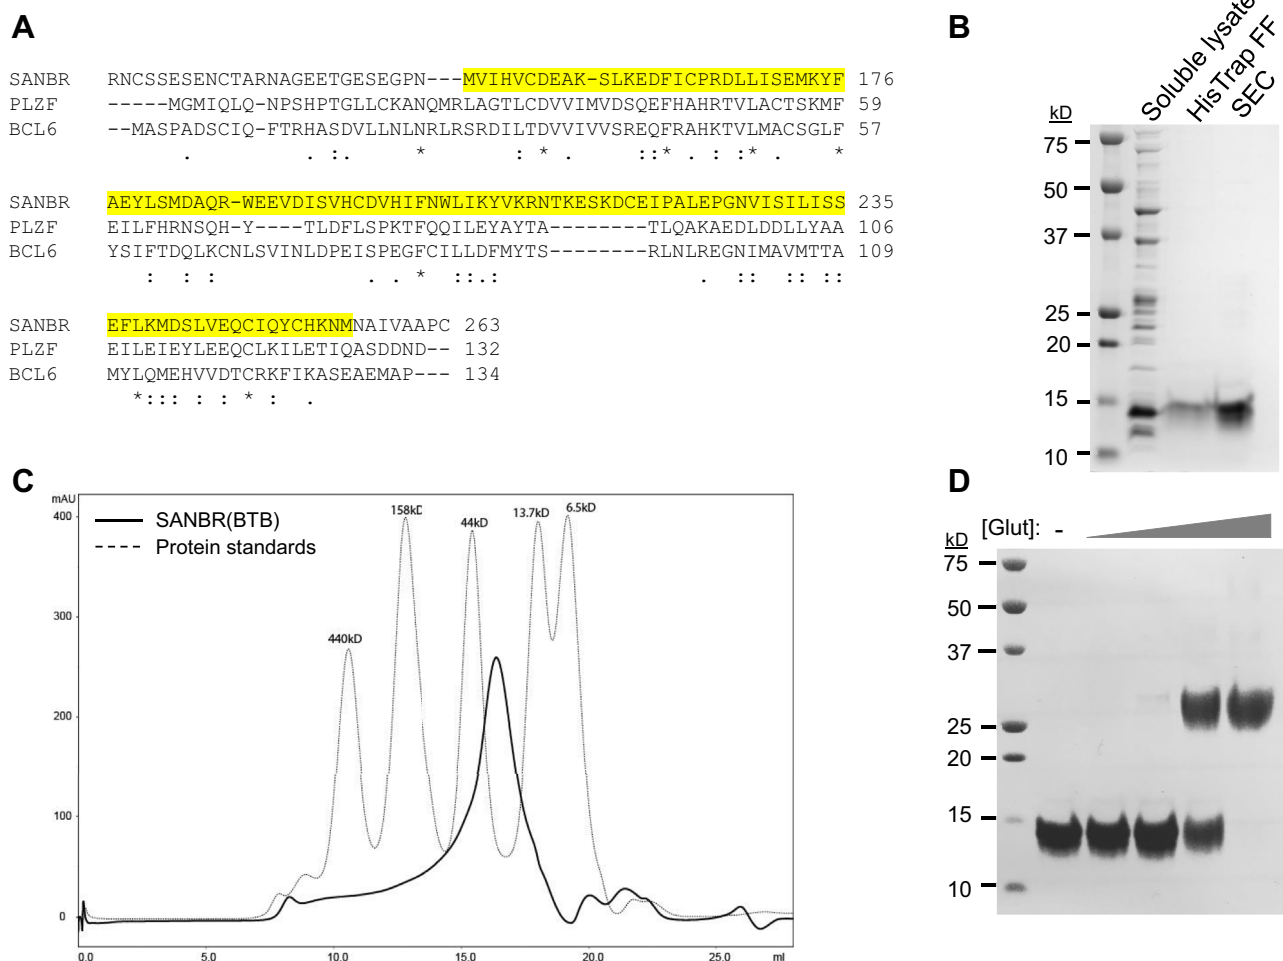 A
SANBR RNCSSESENCTARNAGEETGESEGPN---MVIHVCDEAK-SLKEDFICPRDLLISEMKYF 176
PLZF -----MGMIQLQ-NPSHPTGLLCKANQMRLAGTLCDVVIMVDSQEFHAHRTVLACTSKMF 59
BCL6 --MASPADSCIQ-FTRHASDVLLNLNRLRSRDILTDVVIVVSREQFRAHKTVLMACSGLF 57
. . :. * : * . ::* . : :* . *
SANBR AEYLSMDAQR-WEEVDISVHCDVHIFNWLIKYVKRNTKESKDCEIPALEPGNVISILISS 235
PLZF EILFHRNSQH-Y----TLDFLSPKTFQQILEYAYTA--------TLQAKAEDLDDLLYAA 106
BCL6 YSIFTDQLKCNLSVINLDPEISPEGFCILLDFMYTS--------RLNLREGNIMAVMTTA 109
: : : . . * ::.: . :: :: ::
SANBR EFLKMDSLVEQCIQYCHKNMNAIVAAPC 263
PLZF EILEIEYLEEQCLKILETIQASDDND-- 132
BCL6 MYLQMEHVVDTCRKFIKASEAEMAP--- 134
*::: : : * : .
B
Soluble lysate
HisTrap FF
SEC
kD
75
50
37
25
20
15
10
C
mAU
400
300
200
100
0
SANBR(BTB)
Protein standards
440kD
158kD
44kD
13.7kD
6.5kD
0.0 5.0 10.0 15.0 20.0 25.0 ml
D
[Glut]: -
kD
75
50
37
25
20
15
10